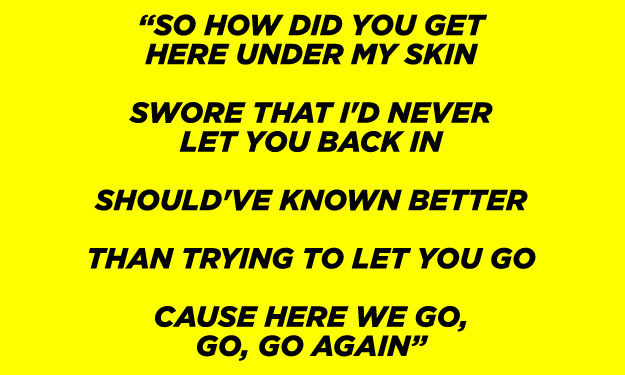 “SO HOW DID YOU GET
HERE UNDER MY SKIN
SWORE THAT I'D NEVER
LET YOU BACK IN
SHOULD'VE KNOWN BETTER
THAN TRYING TO LET YOU GO
CAUSE HERE WE GO,
GO, GO AGAIN”